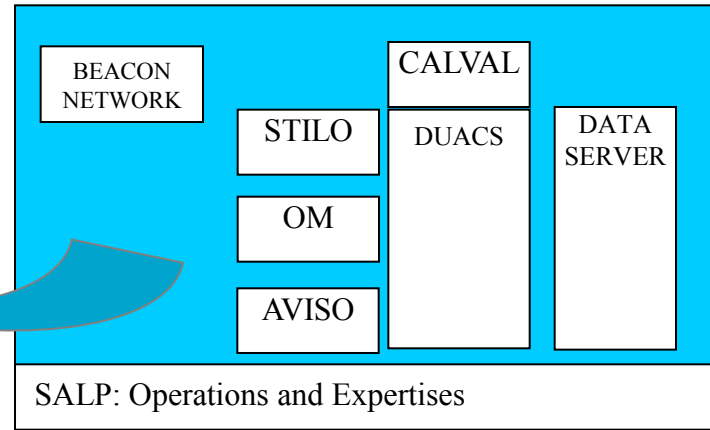 BEACON
NETWORK
CALVAL
STILO
DUACS
DATA
SERVER
OM
AVISO
SALP: Operations and Expertises